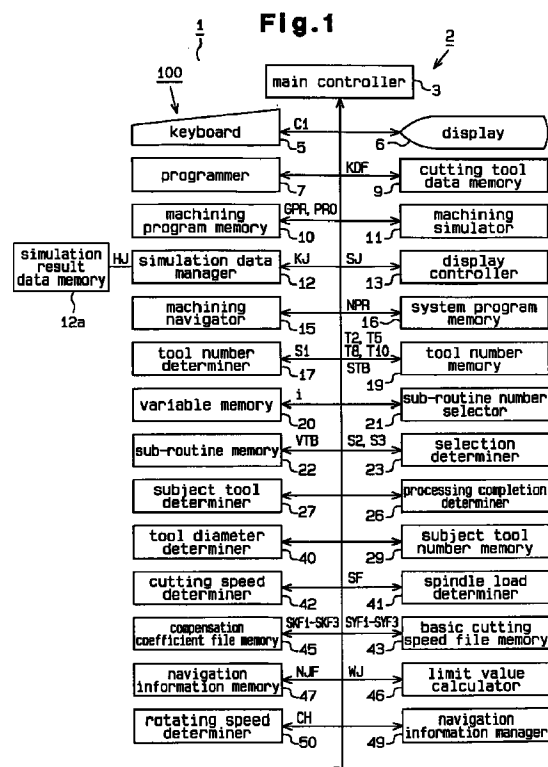 Fig.1
1
2
main controller
3
100
keyboard
5
C1
display
6
programmer
7
KDF
cutting tool
data memory
9
machining
program memory
10
GPR, PRO
machining
simulator
11
simulation
result
data memory
12a
HJ
simulation data
manager
12
KJ
SJ
display
controller
13
machining
navigator
15
NPR
system program
memory
16
tool number
determiner
17
S1
T2, T5
T8, T10
STB
tool number
memory
19
variable memory
20
i
sub-routine number
selector
21
sub-routine memory
22
VTB
S2, S3
selection
determiner
23
subject tool
determiner
27
processing completion
determiner
26
tool diameter
determiner
40
subject tool
number memory
29
cutting speed
determiner
42
SF
spindle load
determiner
41
compensation
coefficient file memory
45
SKF1~SKF3
SYF1~SYF3
basic cutting
speed file memory
43
navigation
information memory
47
NJF
WJ
limit value
calculator
46
rotating speed
determiner
50
CH
navigation
information manager
49